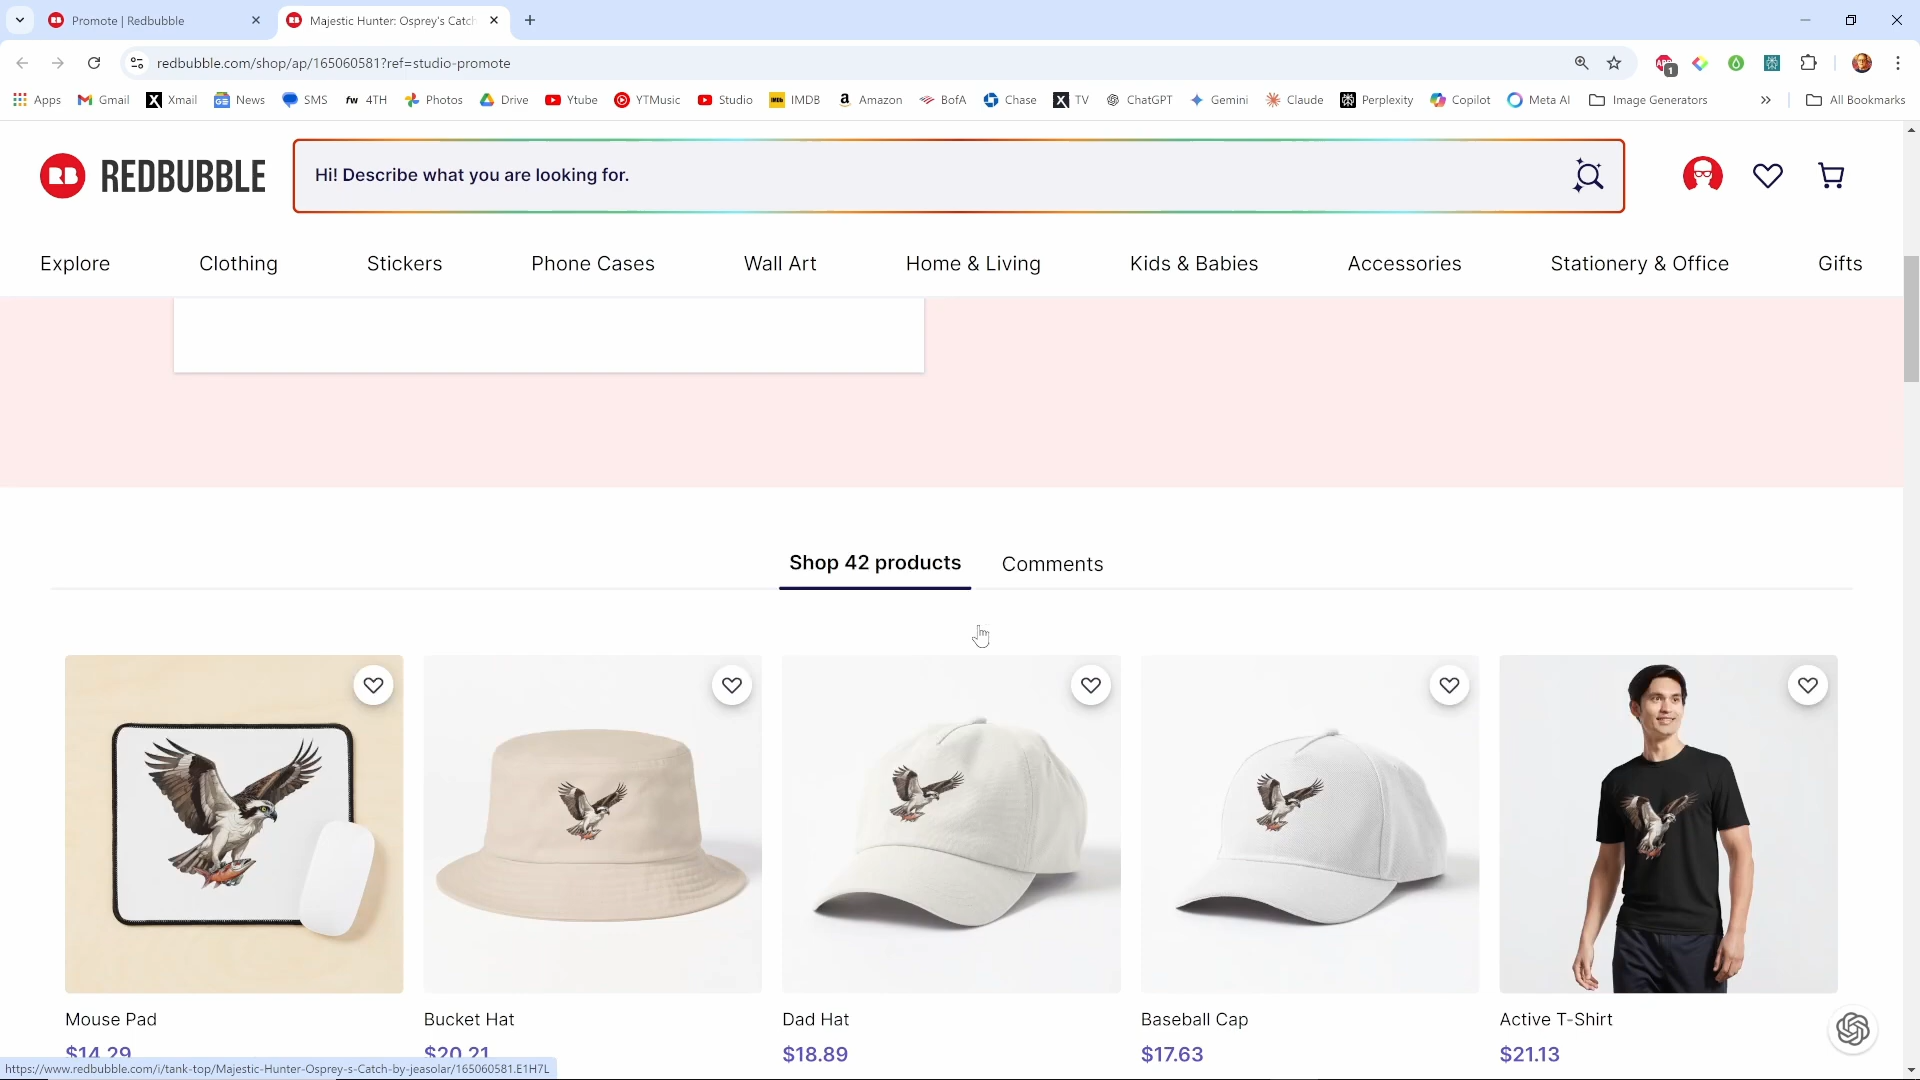 Promote | Redbubble
Majestic Hunter: Osprey's Catch
redbubble.com/shop/ap/165060581?ref=studio-promote
Apps Gmail Xmail News SMS fw 4TH Photos Drive Ytube YTMusic Studio IMDb IMDB a Amazon BofA Chase X TV ChatGPT Gemini Claude Perplexity Copilot Meta AI Image Generators All Bookmarks
RB REDBUBBLE
Hi! Describe what you are looking for.
Explore Clothing Stickers Phone Cases Wall Art Home & Living Kids & Babies Accessories Stationery & Office Gifts
Shop 42 products Comments
Mouse Pad Bucket Hat Dad Hat Baseball Cap Active T-Shirt
$14.29 $20.21 $18.89 $17.63 $21.13
https://www.redbubble.com/i/tank-top/Majestic-Hunter-Osprey-s-Catch-by-jeasolar/165060581.E1H7L